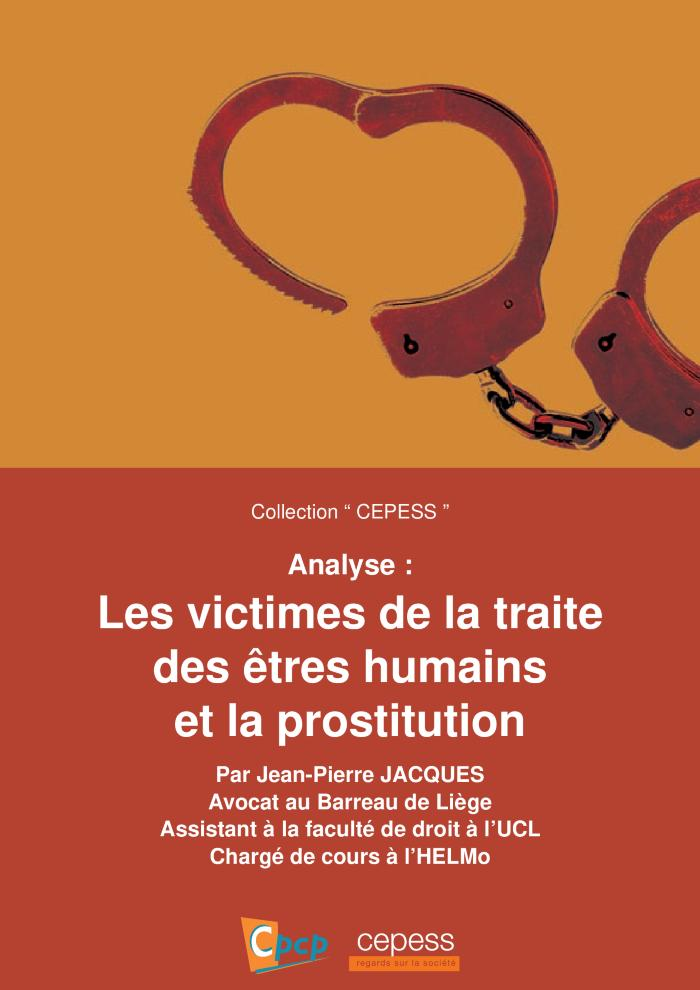 Collection “ CEPESS ”
Analyse :
Les victimes de la traite
des êtres humains
et la prostitution
Par Jean-Pierre JACQUES
Avocat au Barreau de Liège
Assistant à la faculté de droit à l’UCL
Chargé de cours à l’HELMo
Cpcp
cepess
regards sur la société